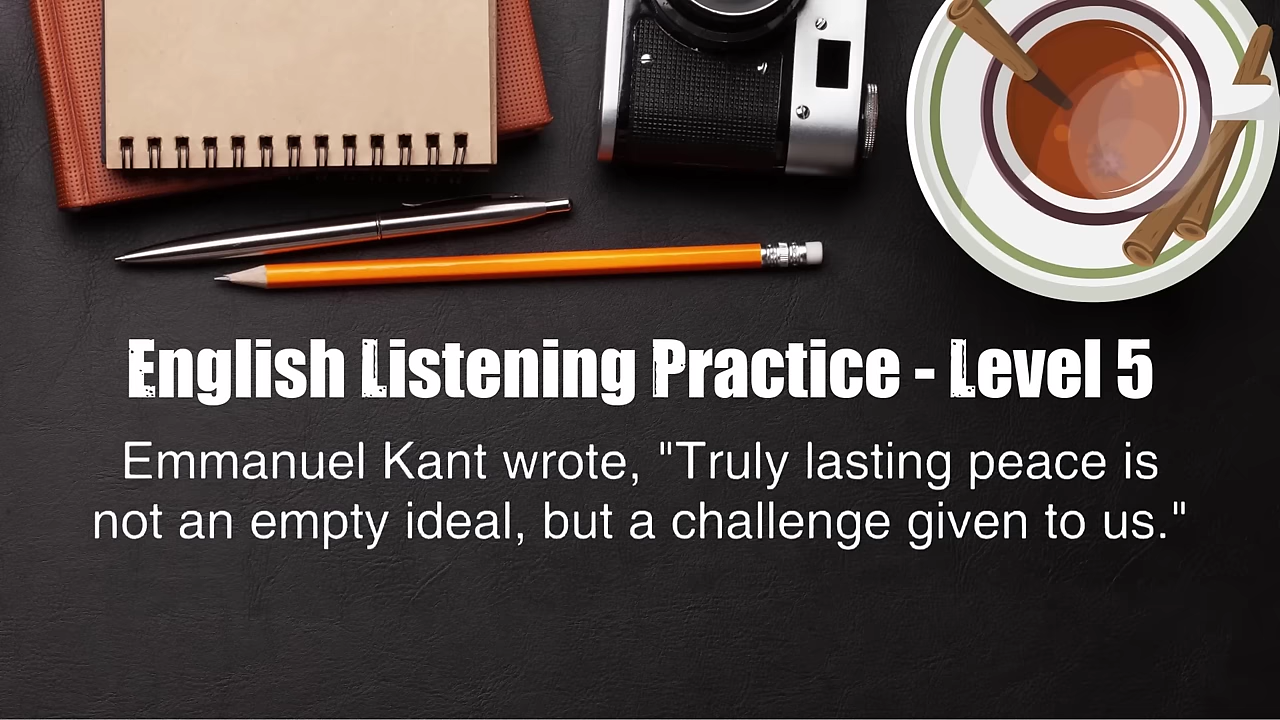 English Listening Practice - Level 5
Emmanuel Kant wrote, "Truly lasting peace is
not an empty ideal, but a challenge given to us."